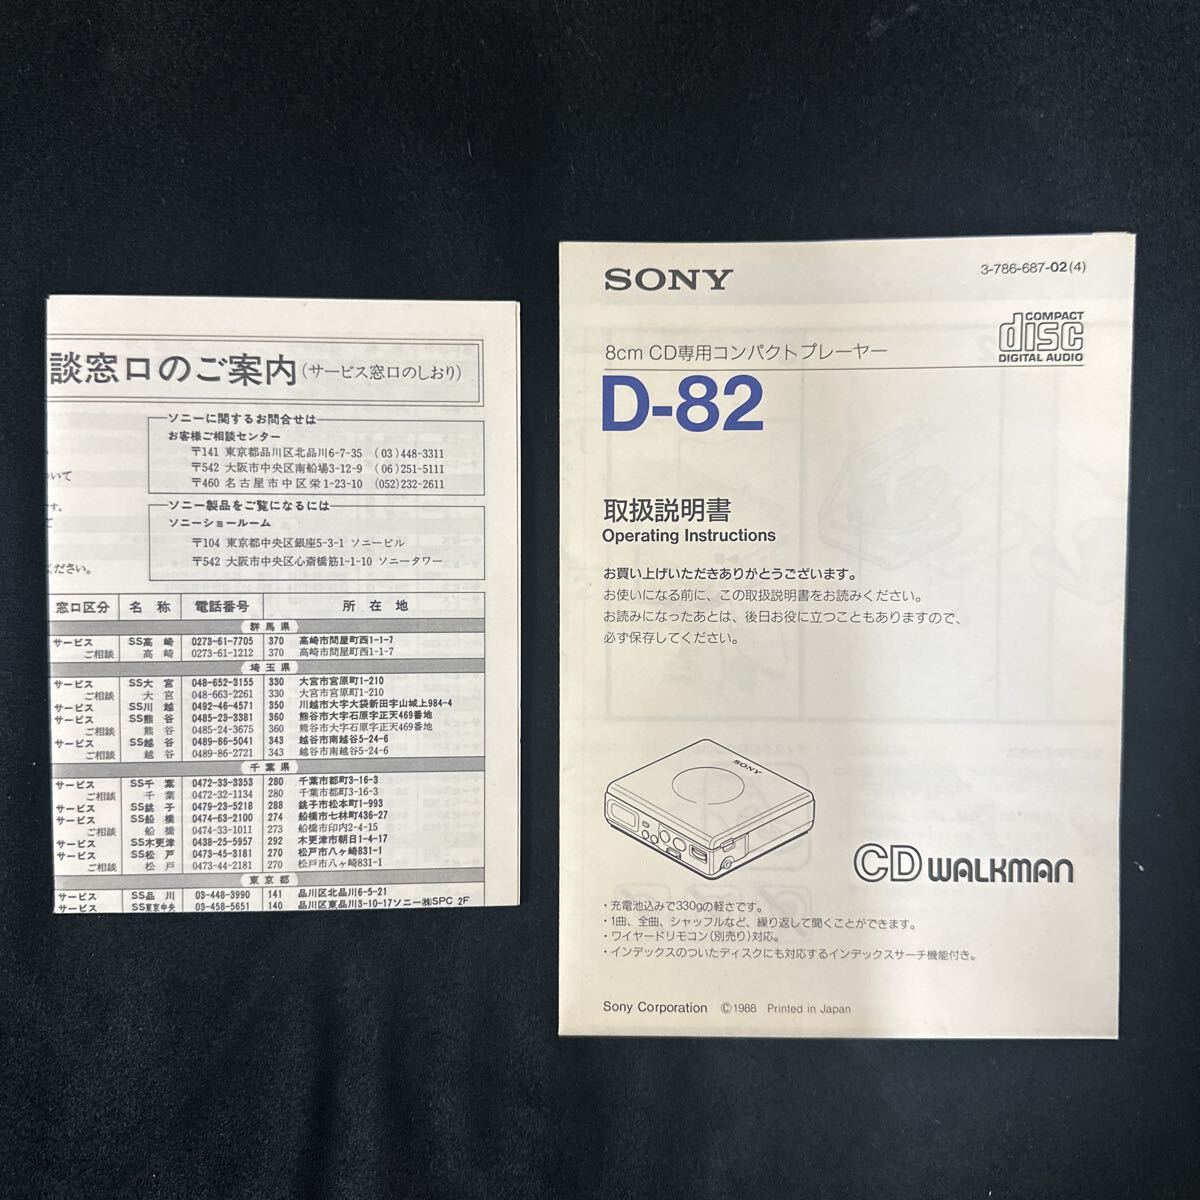 談窓口のご案内(サービス窓口のしおり)
ソニーに関するお問合せは
お客様ご相談センター
〒141 東京都品川区北品川6-7-35 (03)448-3311
〒542 大阪市中央区南船場3-12-9 (06)251-5111
〒460 名古屋市中区栄1-23-10 (052)232-2611
いて
ソニー製品をご覧になるには
ソニーショールーム
〒104 東京都中央区銀座5-3-1 ソニービル
〒542 大阪市中央区心斎橋筋1-1-10 ソニータワー
ください。
窓口区分 名称 電話番号 所在地
群馬県
サービス SS高崎 0273-61-7705 370 高崎市問屋町西1-1-7
ご相談 高崎 0273-61-1212 370 高崎市問屋町西1-1-7
埼玉県
サービス SS大宮 048-652-3155 330 大宮市宮原町1-210
ご相談 大宮 048-663-2261 330 大宮市宮原町1-210
サービス SS川越 0492-46-4571 350 川越市大字大袋新田字山城上984-4
サービス SS熊谷 0485-23-3381 360 熊谷市大字石原字正天469番地
ご相談 熊谷 0485-24-3675 360 熊谷市大字石原字正天469番地
サービス SS越谷 0489-86-5041 343 越谷市南越谷5-24-6
ご相談 越谷 0489-86-2721 343 越谷市南越谷5-24-6
千葉県
サービス SS千葉 0472-33-3353 280 千葉市都町3-16-3
ご相談 千葉 0472-32-1134 280 千葉市都町3-16-3
サービス SS銚子 0479-23-5218 288 銚子市松本町1-993
サービス SS船橋 0474-63-2100 274 船橋市七林町436-27
ご相談 船橋 0474-33-1011 273 船橋市印内2-4-15
サービス SS木更津 0438-25-5957 292 木更津市朝日1-4-17
サービス SS松戸 0473-45-3181 270 松戸市八ヶ崎831-1
ご相談 松戸 0473-44-2181 270 松戸市八ヶ崎831-1
東京都
サービス SS品川 03-448-3990 141 品川区北品川6-5-21
サービス SS東京中央 03-458-5651 140 品川区東品川3-10-17ソニー㈱SPC 2F
SONY
3-786-687-02(4)
COMPACT
disc
DIGITAL AUDIO
8cm CD専用コンパクトプレーヤー
D-82
取扱説明書
Operating Instructions
お買い上げいただきありがとうございます。
お使いになる前に、この取扱説明書をお読みください。
お読みになったあとは、後日お役に立つこともありますので、
必ず保存してください。
SONY
CD WALKMAN
・充電池込みで330gの軽さです。
・1曲、全曲、シャッフルなど、繰り返して聞くことができます。
・ワイヤードリモコン(別売り)対応。
・インデックスのついたディスクにも対応するインデックスサーチ機能付き。
Sony Corporation ©1988 Printed in Japan